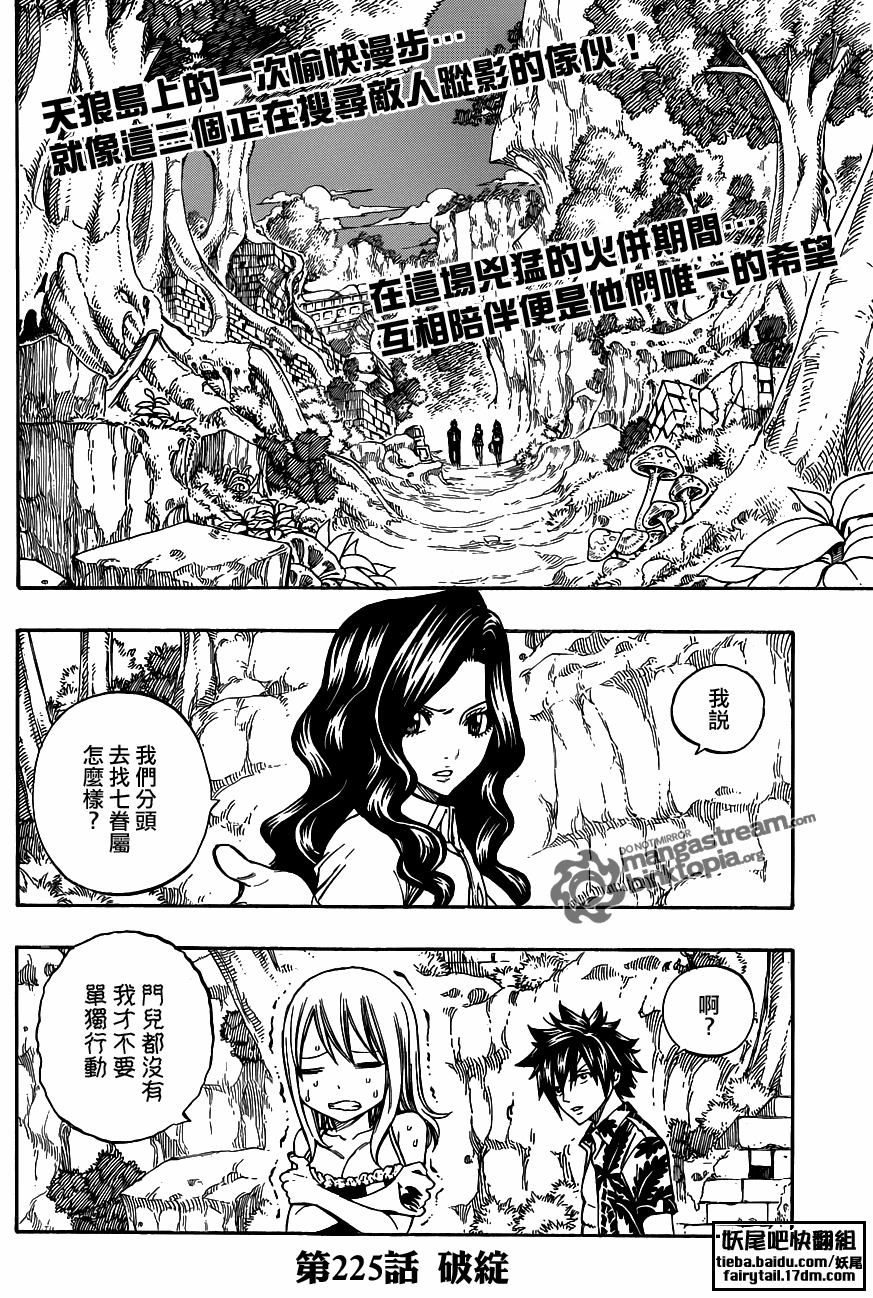 天狼島上的一次愉快漫步…
就像這三個正在搜尋敵人蹤影的傢伙！
在這場兇猛的火併期間…
互相陪伴便是他們唯一的希望
我
説
我們分頭
去找七眷屬
怎麼樣？
DO NOT MIRROR
mangastream.com
binktopia.org
啊？
門兒都沒有
我才不要
單獨行動
第225話 破綻
妖尾吧快翻組
tieba.baidu.com/妖尾
fairytail.17dm.com